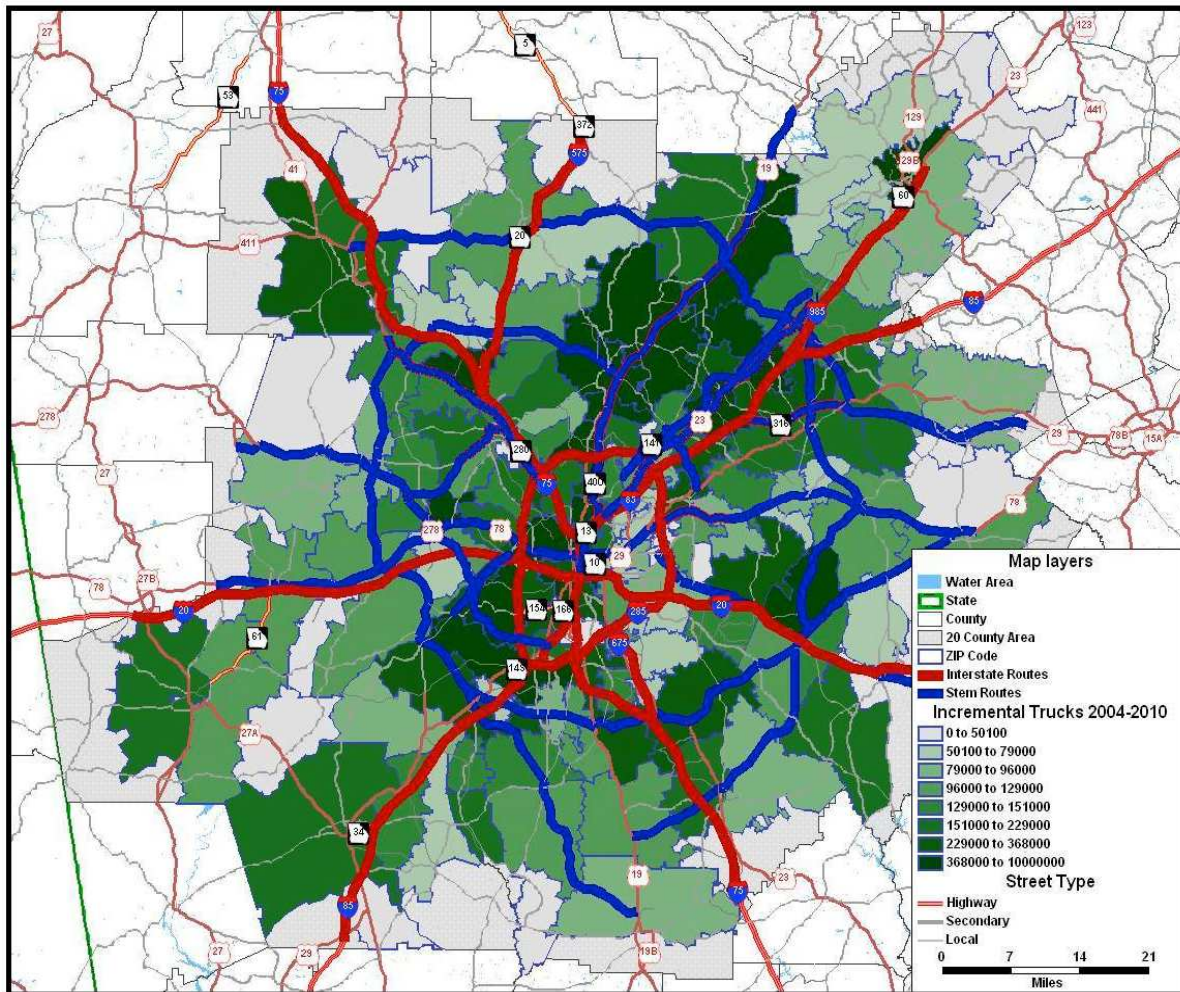 27
5
123
75
53
23
372
129
441
575
41
19
29B
60
20
411
85
985
278
23
316
141
280
29
78B
15A
400
75
27
85
78
13
278
78
29
10
27B
78
20
154
166
285
20
61
675
149
27A
34
19
23
75
85
27
29
19B
Map layers
Water Area
State
County
20 County Area
ZIP Code
Interstate Routes
Stem Routes
Incremental Trucks 2004-2010
0 to 50100
50100 to 79000
79000 to 96000
96000 to 129000
129000 to 151000
151000 to 229000
229000 to 368000
368000 to 10000000
Street Type
Highway
Secondary
Local
0 7 14 21
Miles